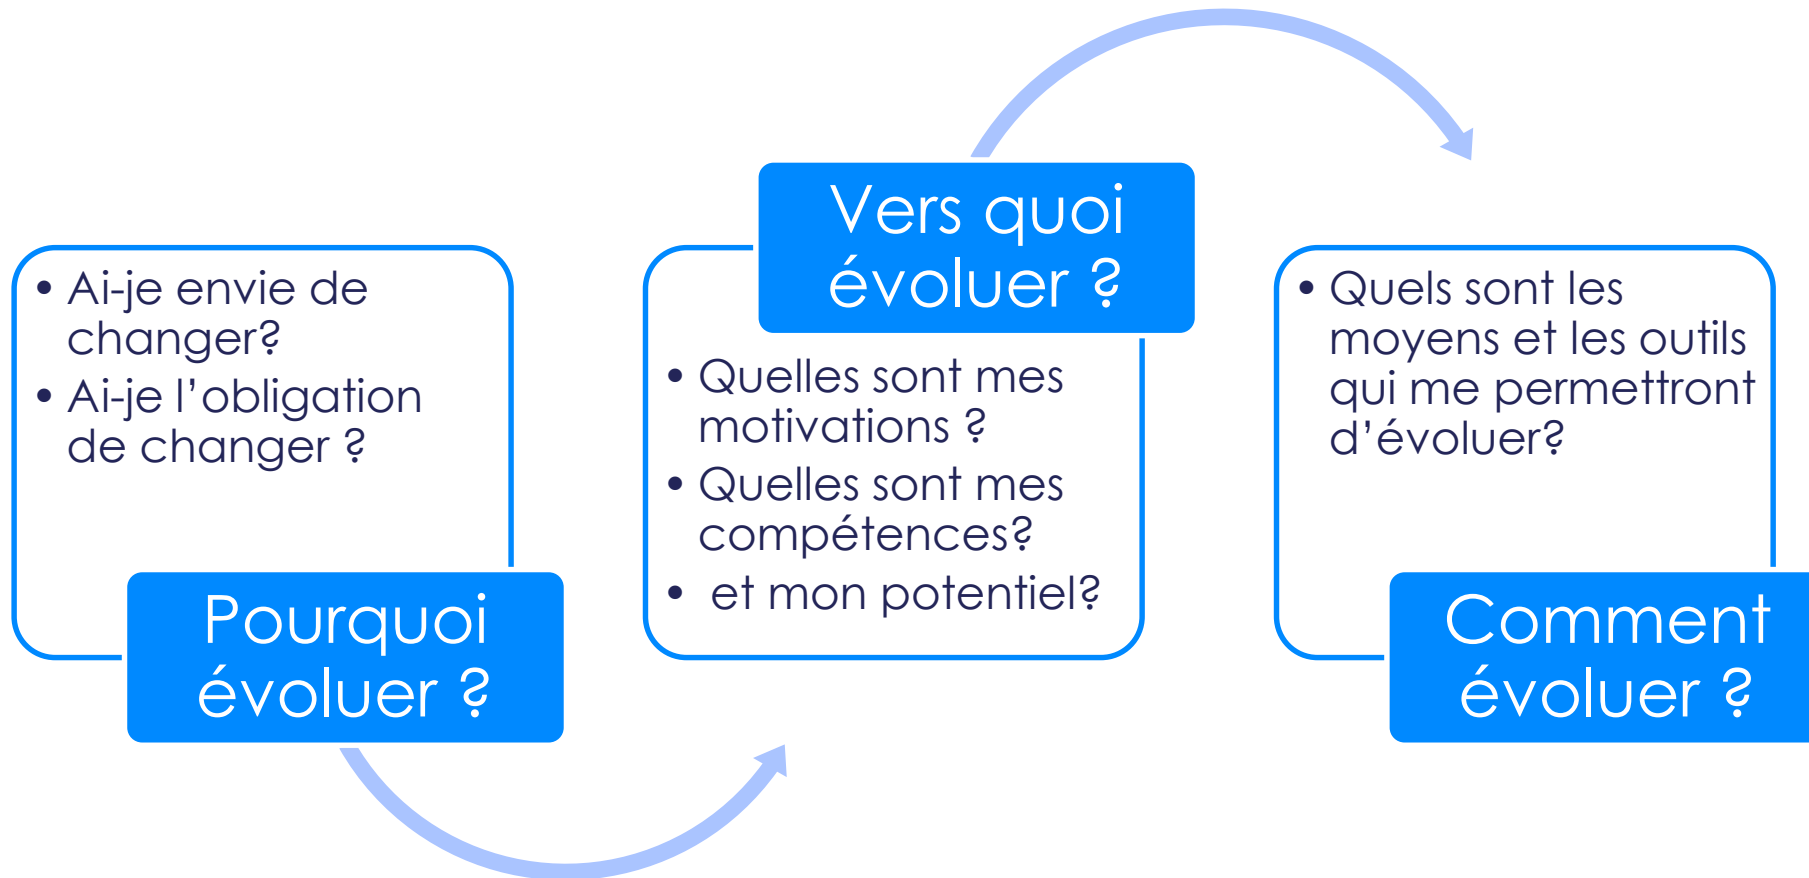 • Ai-je envie de
changer?
• Ai-je l’obligation
de changer ?
Pourquoi
évoluer ?
Vers quoi
évoluer ?
• Quelles sont mes
motivations ?
• Quelles sont mes
compétences?
• et mon potentiel?
• Quels sont les
moyens et les outils
qui me permettront
d’évoluer?
Comment
évoluer ?